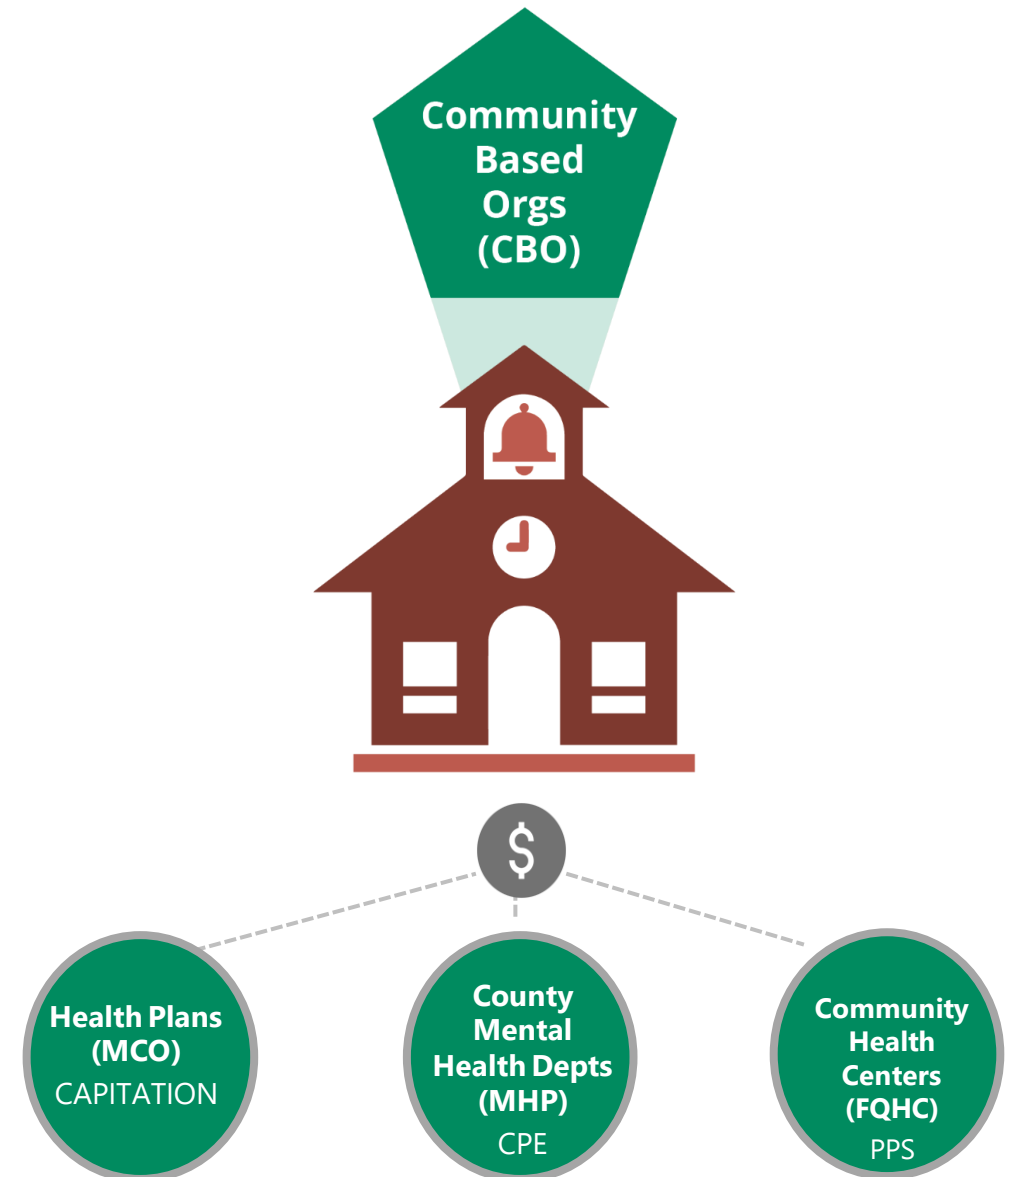 Community
Based
Orgs
(CBO)
$
Health Plans
(MCO)
CAPITATION
County
Mental
Health Depts
(MHP)
CPE
Community
Health
Centers
(FQHC)
PPS